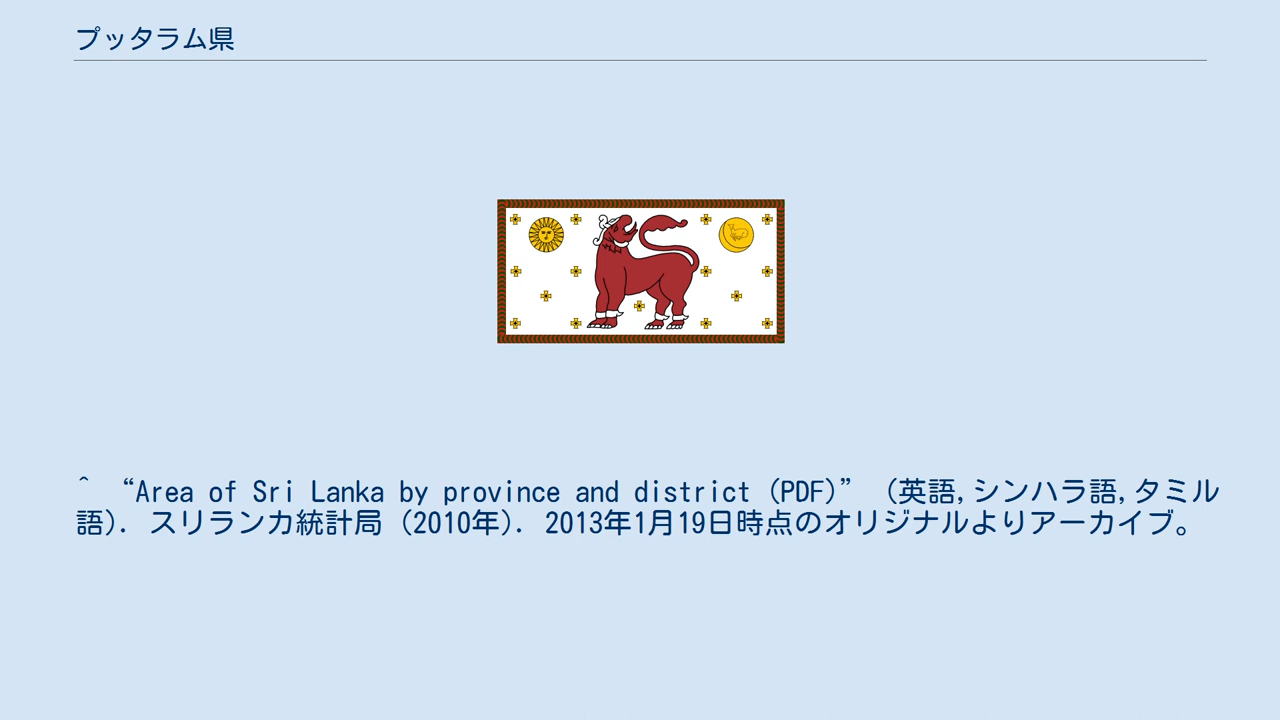 プッタラム県
^ “Area of Sri Lanka by province and district (PDF)” (英語,シンハラ語,タミル
語). スリランカ統計局 (2010年). 2013年1月19日時点のオリジナルよりアーカイブ。